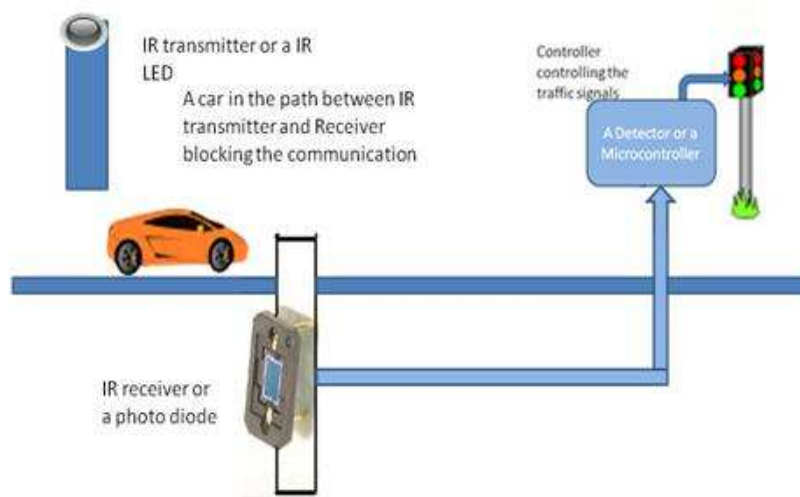 IR transmitter or a IR
LED
A car in the path between IR
transmitter and Receiver
blocking the communication
Controller
controlling the
traffic signals
A Detector or a
Microcontroller
IR receiver or
a photo diode